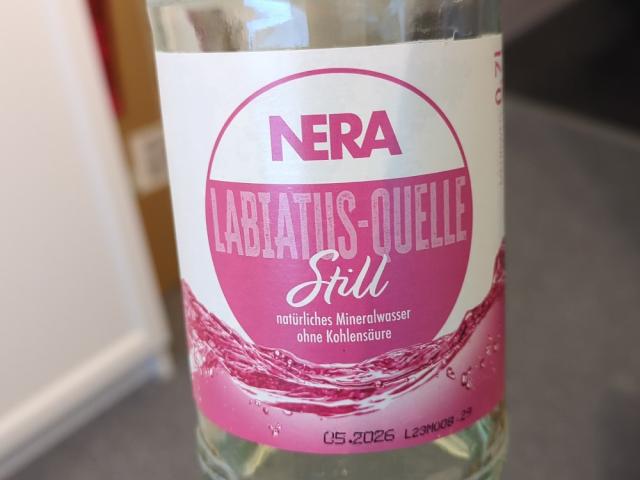 NERA
LABIATUS-QUELLE
Still
natürliches Mineralwasser
ohne Kohlensäure
05.2026 L23M008 29